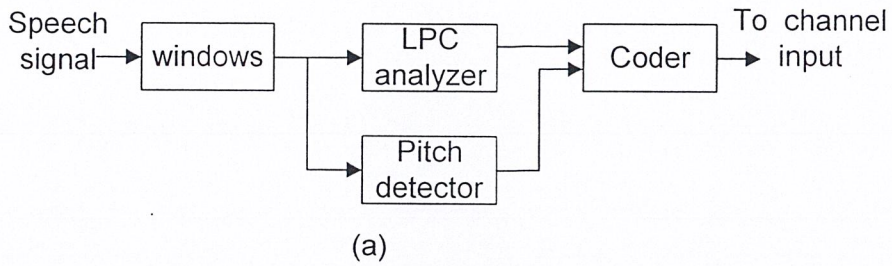 Speech
signal
windows
LPC
analyzer
Pitch
detector
Coder
To channel
input
(a)